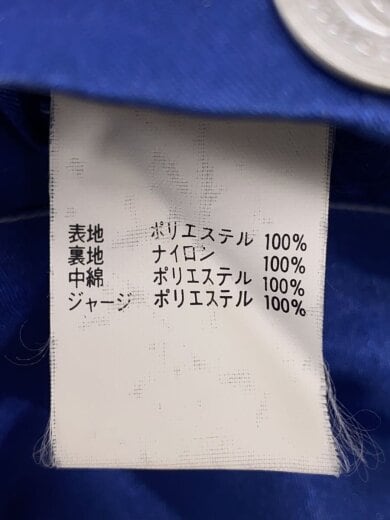 表地 ポリエステル 100%
裏地 ナイロン 100%
中綿 ポリエステル 100%
ジャージ ポリエステル 100%